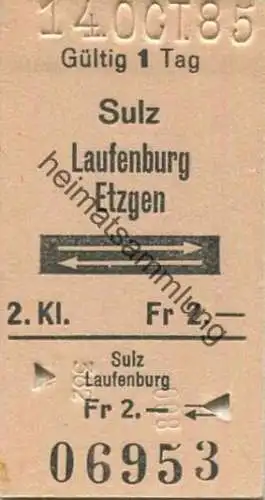 14.OCT.85
Gültig 1 Tag
Sulz
Laufenburg
Etzgen
heimatsammlung
2. Kl. Fr 2.—
Sulz
Laufenburg
Fr 2.—
06953